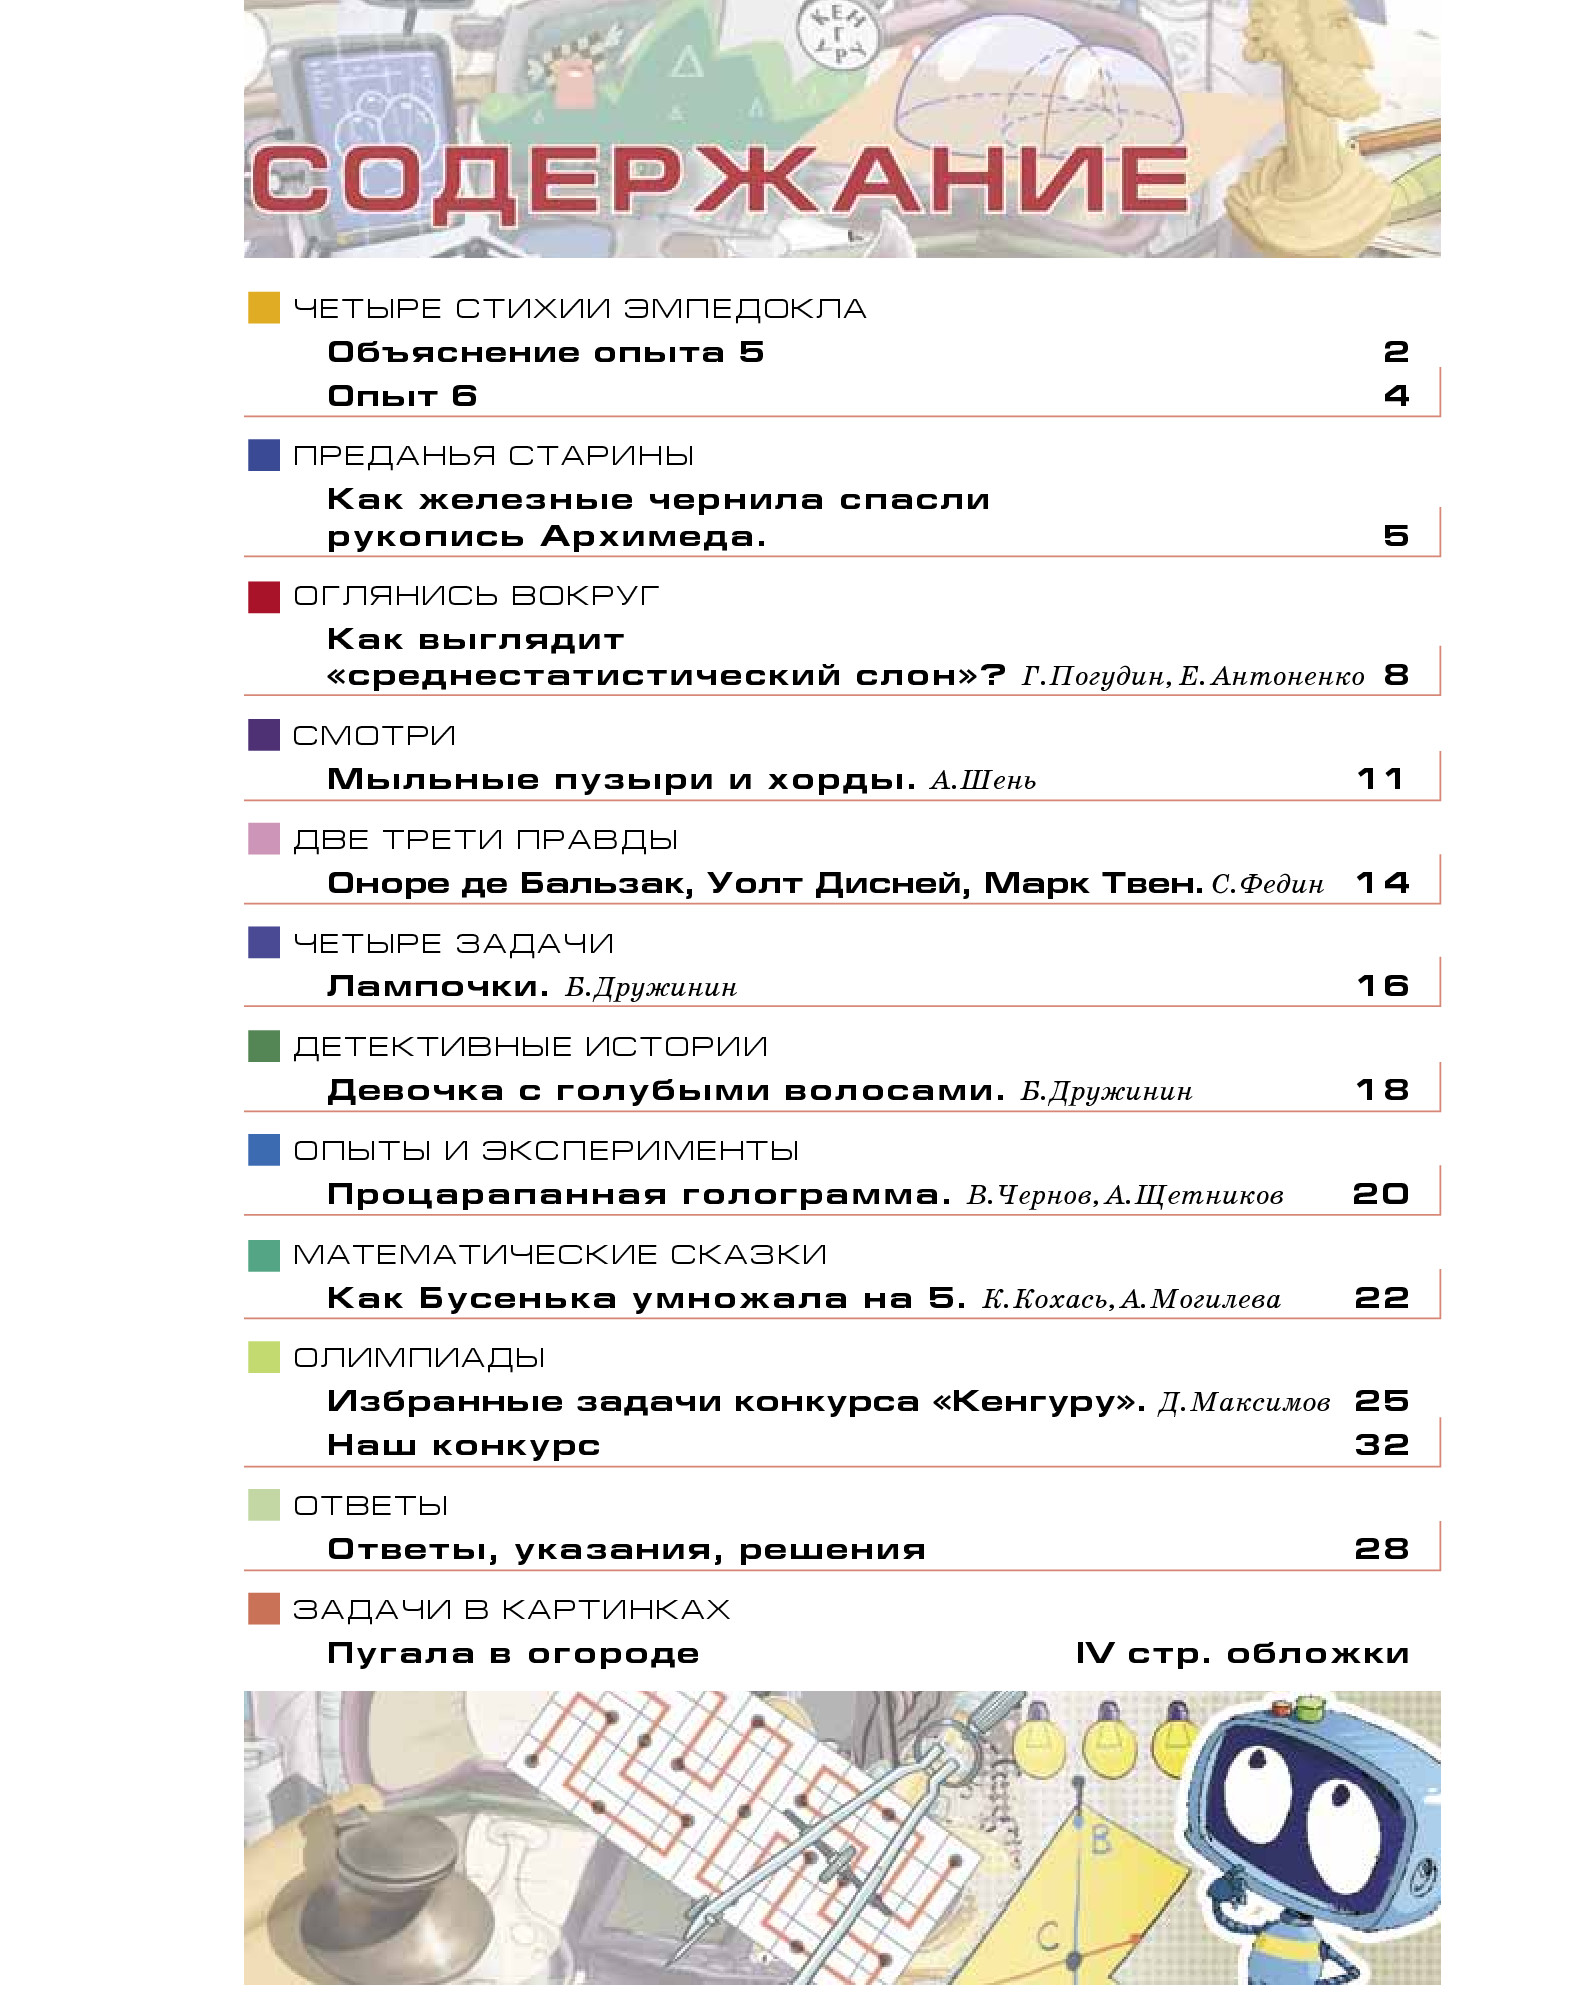 КЕНГУРУ
СОДЕРЖАНИЕ
ЧЕТЫРЕ СТИХИИ ЭМПЕДОКЛА
Объяснение опыта 5 2
Опыт 6 4
ПРЕДАНЬЯ СТАРИНЫ
Как железные чернила спасли
рукопись Архимеда. 5
ОГЛЯНИСЬ ВОКРУГ
Как выглядит
«среднестатистический слон»? Г.Погудин, Е.Антоненко 8
СМОТРИ
Мыльные пузыри и хорды. А.Шень 11
ДВЕ ТРЕТИ ПРАВДЫ
Оноре де Бальзак, Уолт Дисней, Марк Твен. С.Федин 14
ЧЕТЫРЕ ЗАДАЧИ
Лампочки. Б.Дружинин 16
ДЕТЕКТИВНЫЕ ИСТОРИИ
Девочка с голубыми волосами. Б.Дружинин 18
ОПЫТЫ И ЭКСПЕРИМЕНТЫ
Процарапанная голограмма. В.Чернов, А.Щетников 20
МАТЕМАТИЧЕСКИЕ СКАЗКИ
Как Бусенька умножала на 5. К.Кохась, А.Могилева 22
ОЛИМПИАДЫ
Избранные задачи конкурса «Кенгуру». Д.Максимов 25
Наш конкурс 32
ОТВЕТЫ
Ответы, указания, решения 28
ЗАДАЧИ В КАРТИНКАХ
Пугала в огороде IV стр. обложки
B
C